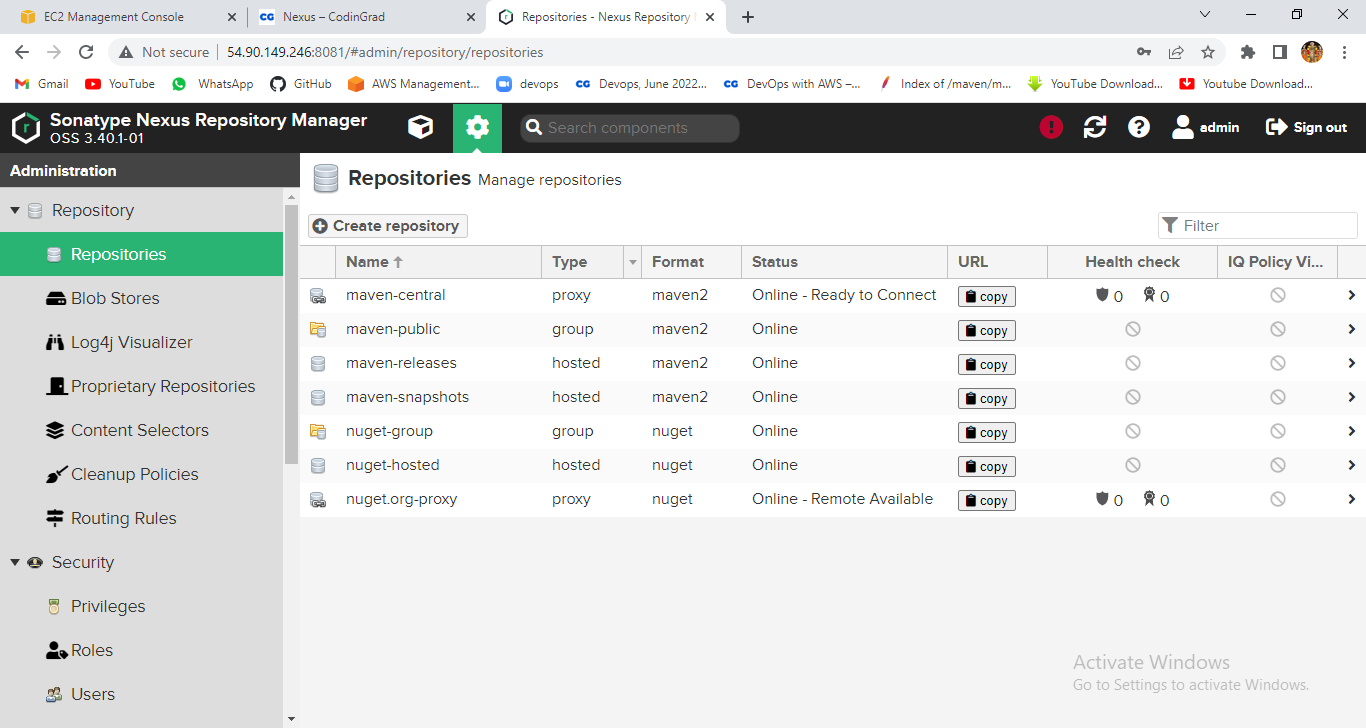 EC2 Management Console
CG Nexus – CodinGrad
Repositories - Nexus Repository
Not secure 54.90.149.246:8081/#admin/repository/repositories
Gmail YouTube WhatsApp GitHub AWS Management... devops CG Devops, June 2022... CG DevOps with AWS –... Index of /maven/m... YouTube Download... Youtube Download...
Sonatype Nexus Repository Manager
OSS 3.40.1-01
Search components
admin
Sign out
Administration
Repository
Repositories
Blob Stores
Log4j Visualizer
Proprietary Repositories
Content Selectors
Cleanup Policies
Routing Rules
Security
Privileges
Roles
Users
Repositories Manage repositories
Create repository
Filter
Name Type Format Status URL Health check IQ Policy Vi...
maven-central proxy maven2 Online - Ready to Connect copy 0 0
maven-public group maven2 Online copy
maven-releases hosted maven2 Online copy
maven-snapshots hosted maven2 Online copy
nuget-group group nuget Online copy
nuget-hosted hosted nuget Online copy
nuget.org-proxy proxy nuget Online - Remote Available copy 0 0
Activate Windows
Go to Settings to activate Windows.